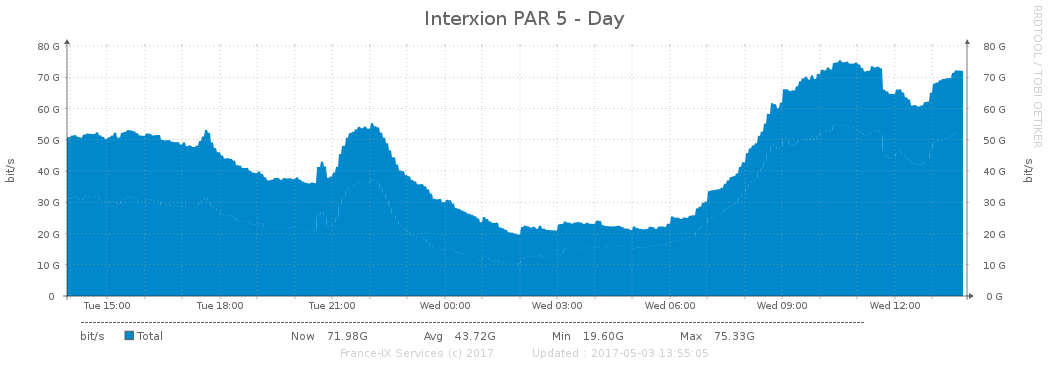 Interxion PAR 5 - Day
RRDTOOL / TOBI OETIKER
bit/s
80 G
70 G
60 G
50 G
40 G
30 G
20 G
10 G
0
80 G
70 G
60 G
50 G
40 G
30 G
20 G
10 G
0 G
bit/s
Tue 15:00 Tue 18:00 Tue 21:00 Wed 00:00 Wed 03:00 Wed 06:00 Wed 09:00 Wed 12:00
bit/s Total Now 71.98G Avg 43.72G Min 19.60G Max 75.33G
France-IX Services (c) 2017 Updated : 2017-05-03 13:55:05